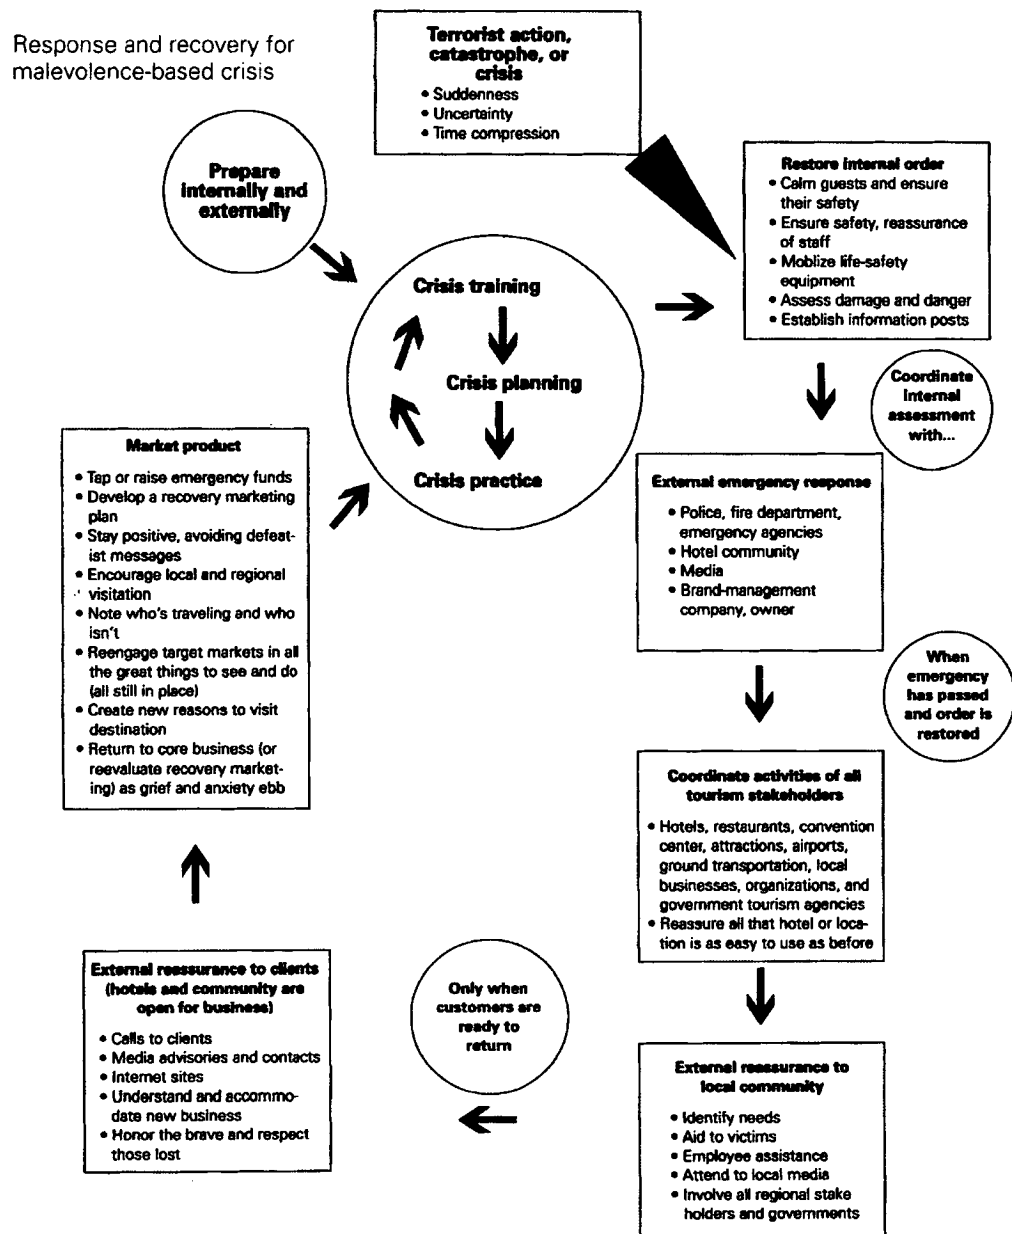 Response and recovery for
malevolence-based crisis
Terrorist action,
catastrophe, or
crisis
• Suddenness
• Uncertainty
• Time compression
Prepare
internally and
externally
Crisis training
Crisis planning
Crisis practice
Restore internal order
• Calm guests and ensure
their safety
• Ensure safety, reassurance
of staff
• Moblize life-safety
equipment
• Assess damage and danger
• Establish information posts
Coordinate
internal
assessment
with...
External emergency response
• Police, fire department,
emergency agencies
• Hotel community
• Media
• Brand-management
company, owner
When
emergency
has passed
and order is
restored
Coordinate activities of all
tourism stakeholders
• Hotels, restaurants, convention
center, attractions, airports,
ground transportation, local
businesses, organizations, and
government tourism agencies
• Reassure all that hotel or loca-
tion is as easy to use as before
External reassurance to
local community
• Identify needs
• Aid to victims
• Employee assistance
• Attend to local media
• Involve all regional stake
holders and governments
Only when
customers are
ready to
return
External reassurance to clients
(hotels and community are
open for business)
• Calls to clients
• Media advisories and contacts
• Internet sites
• Understand and accommo-
date new business
• Honor the brave and respect
those lost
Market product
• Tap or raise emergency funds
• Develop a recovery marketing
plan
• Stay positive, avoiding defeat-
ist messages
• Encourage local and regional
visitation
• Note who's traveling and who
isn't
• Reengage target markets in all
the great things to see and do
(all still in place)
• Create new reasons to visit
destination
• Return to core business (or
reevaluate recovery market-
ing) as grief and anxiety ebb